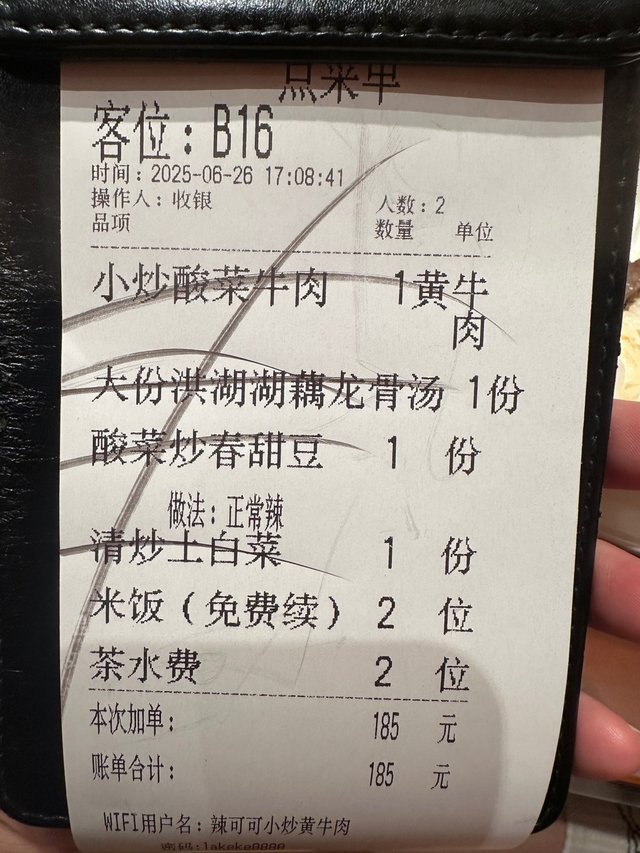 点菜单
客位：B16
时间：2025-06-26 17:08:41
操作人：收银 人数：2
品项 数量 单位
小炒酸菜牛肉 1黄牛
肉
大份洪湖湖藕龙骨汤 1份
酸菜炒春甜豆 1 份
做法：正常辣
清炒土白菜 1 份
米饭（免费续） 2 位
茶水费 2 位
本次加单： 185 元
账单合计： 185 元
WIFI用户名：辣可可小炒黄牛肉
密码:lakeke8888